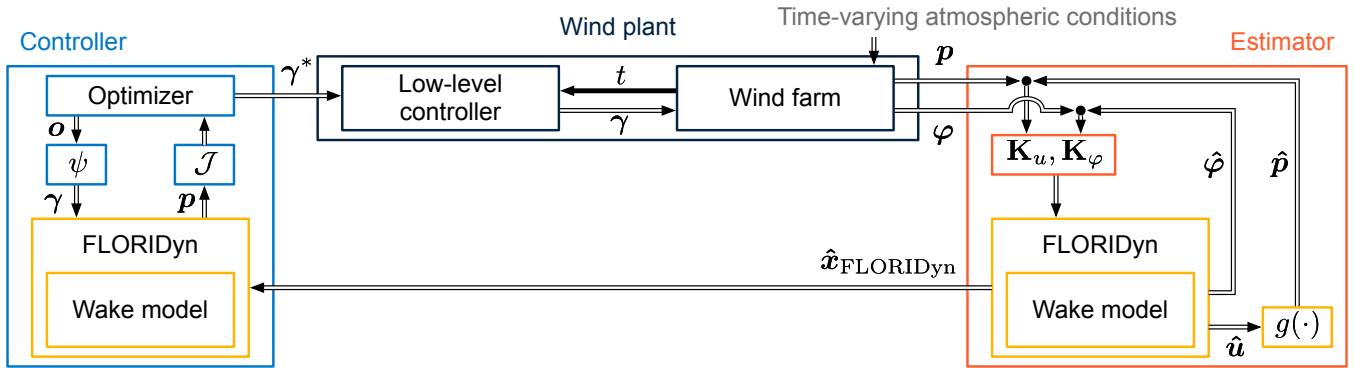 Time-varying atmospheric conditions
Controller
Wind plant
Estimator
Optimizer
γ*
Low-level
controller
t
γ
Wind farm
p
φ
o
ψ
𝒥
γ
p
K_u, K_φ
φ̂
p̂
FLORIDyn
Wake model
x̂_FLORIDyn
FLORIDyn
Wake model
û
g(·)